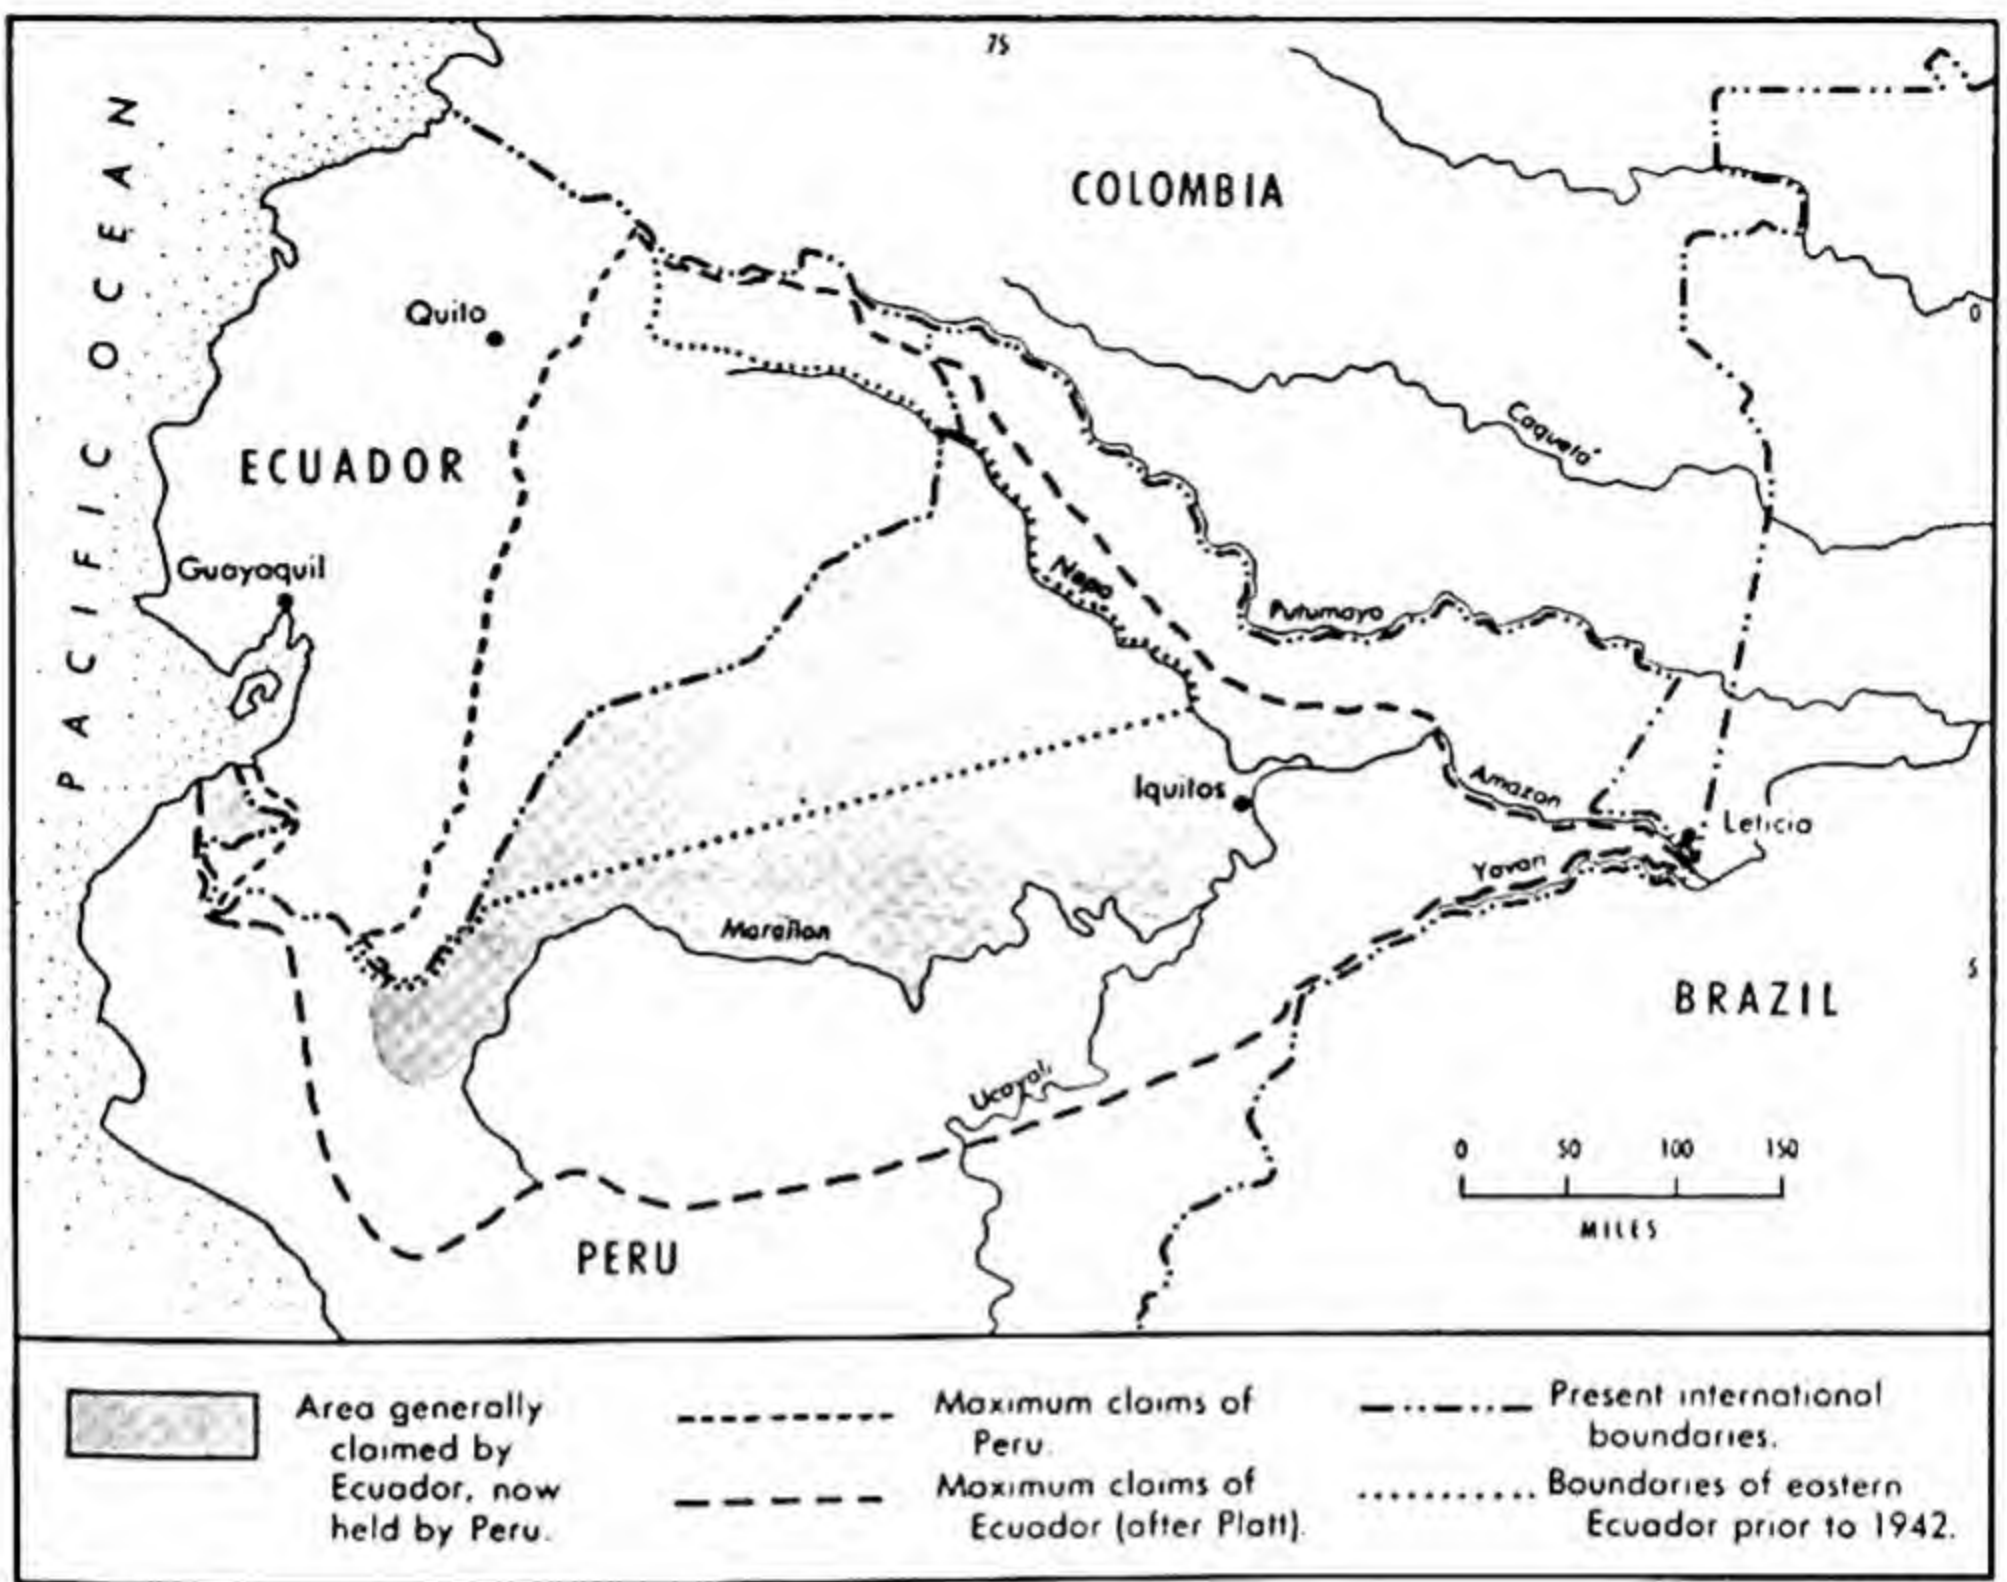 75
COLOMBIA
PACIFIC OCEAN
Quito
0
ECUADOR
Caquetá
Guayaquil
Napo
Putumayo
Iquitos
Amazon
Leticia
Yavari
Marañon
5
BRAZIL
Ucayali
0 50 100 150
MILES
PERU
Area generally
claimed by
Ecuador, now
held by Peru.
Maximum claims of
Peru.
Maximum claims of
Ecuador (after Platt).
Present international
boundaries.
Boundaries of eastern
Ecuador prior to 1942.